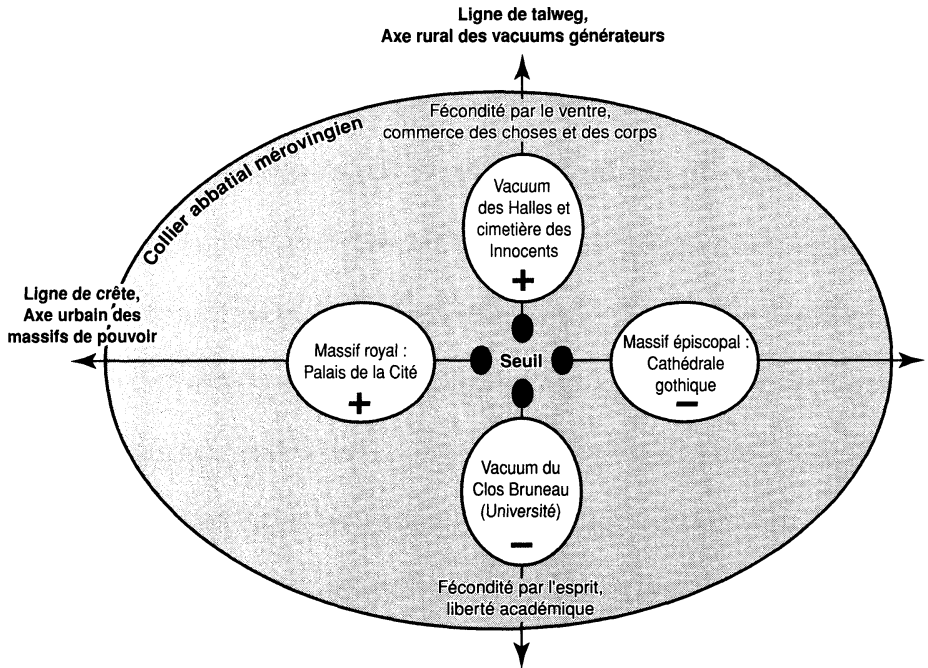 Ligne de talweg,
Axe rural des vacuums générateurs
Fécondité par le ventre,
commerce des choses et des corps
Collier abbatial mérovingien
Vacuum
des Halles et
cimetière des
Innocents
+
Ligne de crête,
Axe urbain des
massifs de pouvoir
Massif royal :
Palais de la Cité
+
Seuil
Massif épiscopal :
Cathédrale
gothique
−
Vacuum du
Clos Bruneau
(Université)
−
Fécondité par l'esprit,
liberté académique